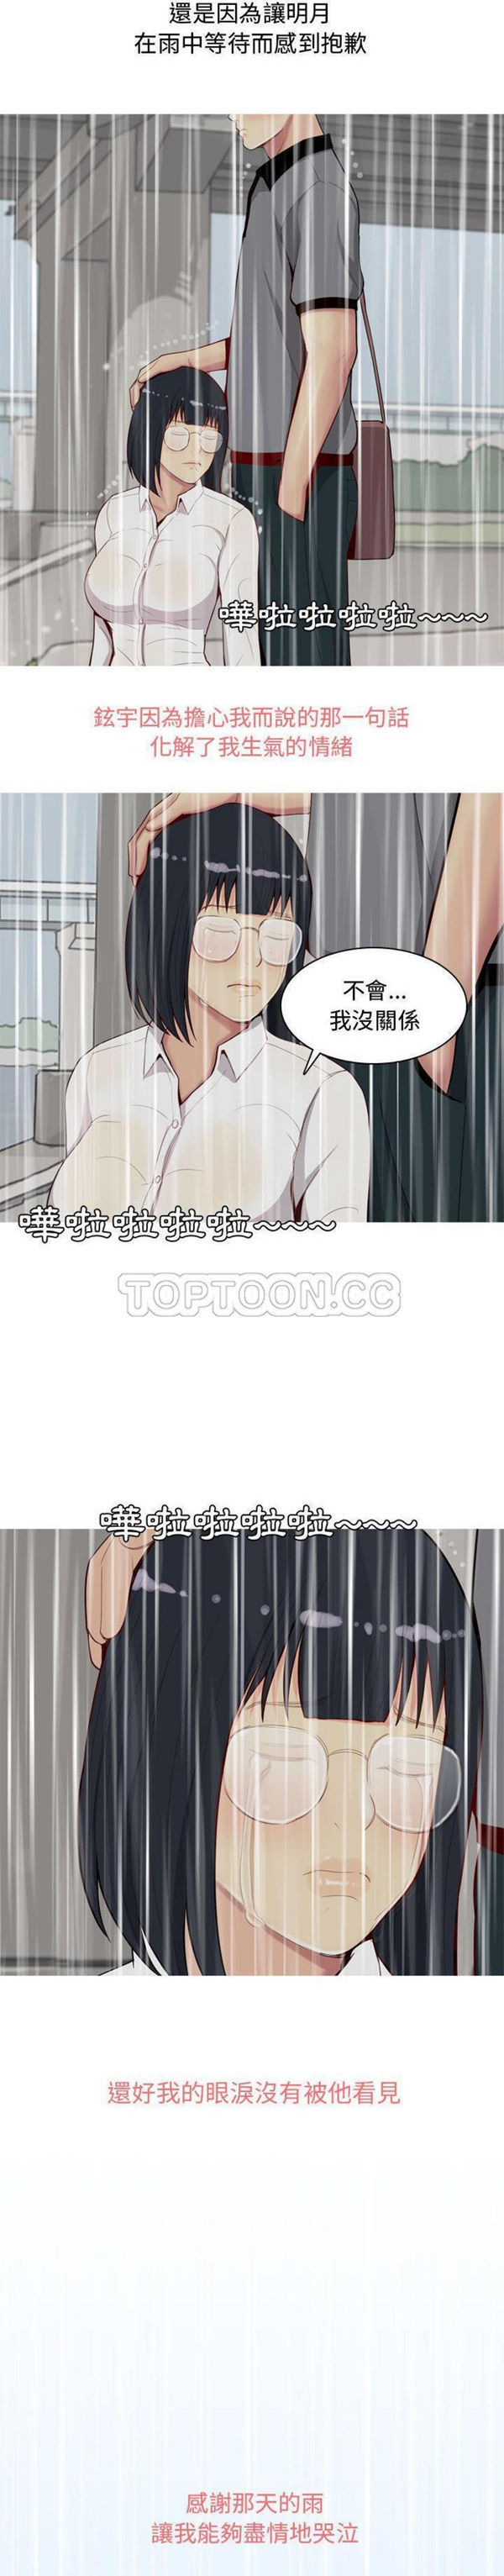 還是因為讓明月
在雨中等待而感到抱歉
嘩啦啦啦啦~~~
鉉宇因為擔心我而說的那一句話
化解了我生氣的情緒
不會...
我沒關係
嘩啦啦啦啦~~~
TOPTOON.CC
嘩啦啦啦啦~~~
還好我的眼淚沒有被他看見
感謝那天的雨
讓我能夠盡情地哭泣